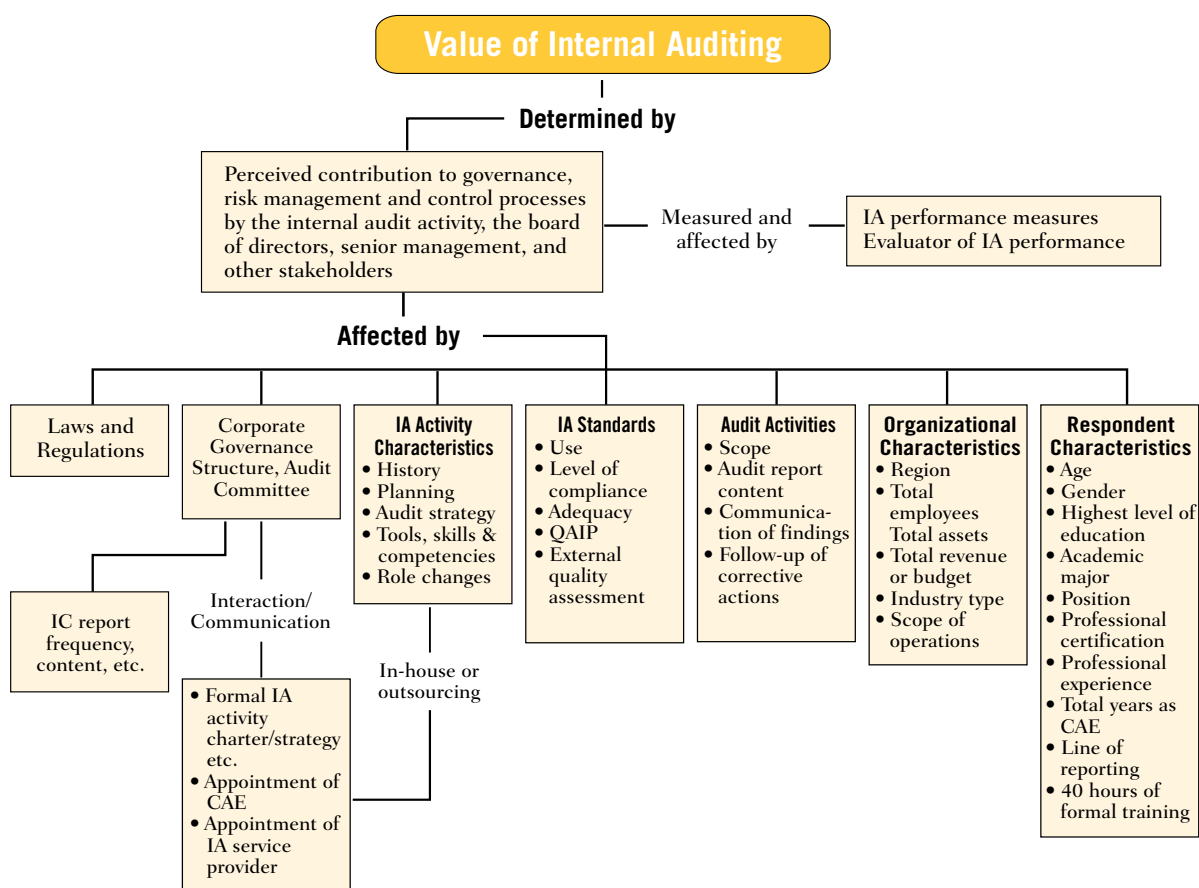 Value of Internal Auditing
Determined by
Perceived contribution to governance,
risk management and control processes
by the internal audit activity, the board
of directors, senior management, and
other stakeholders
Measured and
affected by
IA performance measures
Evaluator of IA performance
Affected by
Laws and
Regulations
Corporate
Governance
Structure, Audit
Committee
IA Activity
Characteristics
• History
• Planning
• Audit strategy
• Tools, skills &
competencies
• Role changes
IA Standards
• Use
• Level of
compliance
• Adequacy
• QAIP
• External
quality
assessment
Audit Activities
• Scope
• Audit report
content
• Communica-
tion of findings
• Follow-up of
corrective
actions
Organizational
Characteristics
• Region
• Total
employees
Total assets
• Total revenue
or budget
• Industry type
• Scope of
operations
Respondent
Characteristics
• Age
• Gender
• Highest level of
education
• Academic
major
• Position
• Professional
certification
• Professional
experience
• Total years as
CAE
• Line of
reporting
• 40 hours of
formal training
IC report
frequency,
content, etc.
Interaction/
Communication
In-house or
outsourcing
• Formal IA
activity
charter/strategy
etc.
• Appointment of
CAE
• Appointment of
IA service
provider